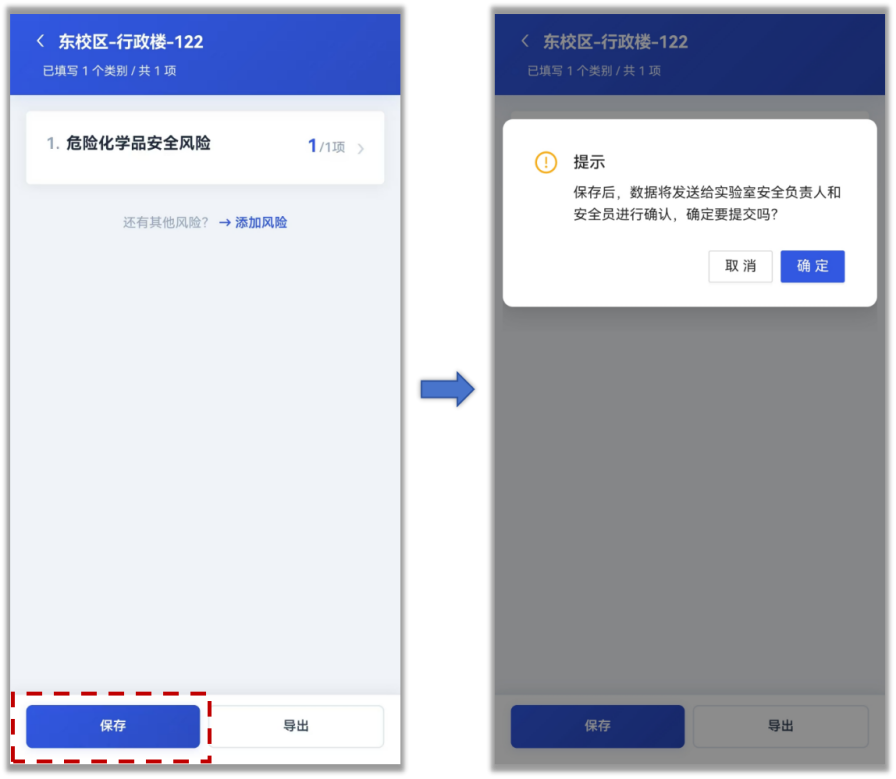 东校区-行政楼-122
已填写 1 个类别 / 共 1 项
1. 危险化学品安全风险
1/1项
还有其他风险? → 添加风险
保存
导出
东校区-行政楼-122
已填写 1 个类别 / 共 1 项
提示
保存后，数据将发送给实验室安全负责人和
安全员进行确认，确定要提交吗?
取 消
确 定
保存
导出